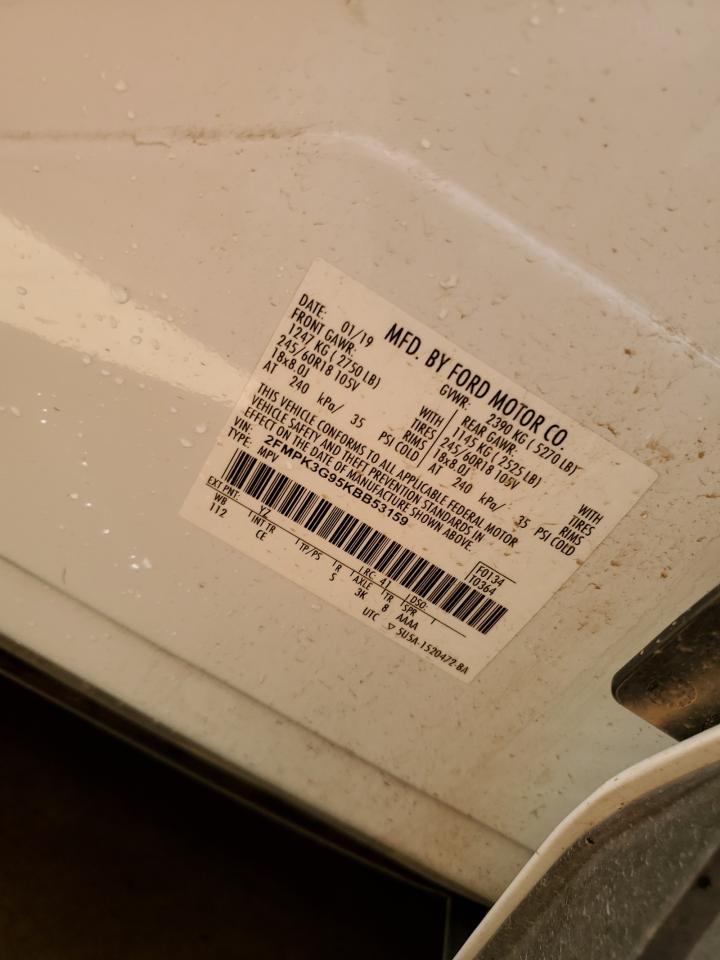 MFD. BY FORD MOTOR CO.
DATE: 01/19
GVWR: 2390 KG ( 5270 LB)
FRONT GAWR:
1247 KG ( 2750 LB)
WITH
245/60R18 105V
TIRES
18x8.0J
RIMS
AT 240 kPa/ 35 PSI COLD
REAR GAWR:
1145 KG ( 2525 LB)
WITH
245/60R18 105V
TIRES
18x8.0J
RIMS
AT 240 kPa/ 35 PSI COLD
THIS VEHICLE CONFORMS TO ALL APPLICABLE FEDERAL MOTOR
VEHICLE SAFETY AND THEFT PREVENTION STANDARDS IN
EFFECT ON THE DATE OF MANUFACTURE SHOWN ABOVE.
VIN: 2FMPK3G95KBB53159
TYPE: MPV
F0134
T0364
EXT PNT: YZ RC: 41 DSO:
WB INT TR TP/PS R AXLE TR SPR
112 CE S 3K 8 AAAA
UTC ▽ 5U5A-1520472-BA